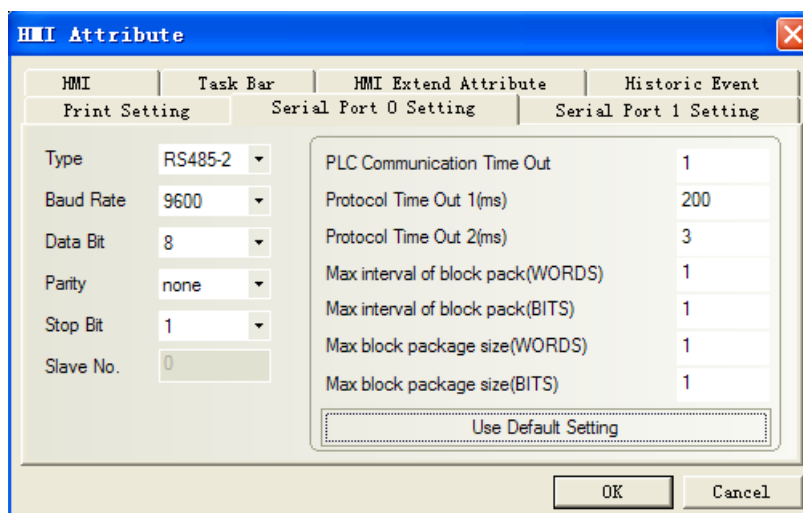 HMI Attribute
HMI Task Bar HMI Extend Attribute Historic Event
Print Setting Serial Port 0 Setting Serial Port 1 Setting
Type RS485-2 PLC Communication Time Out 1
Baud Rate 9600 Protocol Time Out 1(ms) 200
Data Bit 8 Protocol Time Out 2(ms) 3
Parity none Max interval of block pack(WORDS) 1
Stop Bit 1 Max interval of block pack(BITS) 1
Slave No. 0 Max block package size(WORDS) 1
Max block package size(BITS) 1
Use Default Setting
OK Cancel